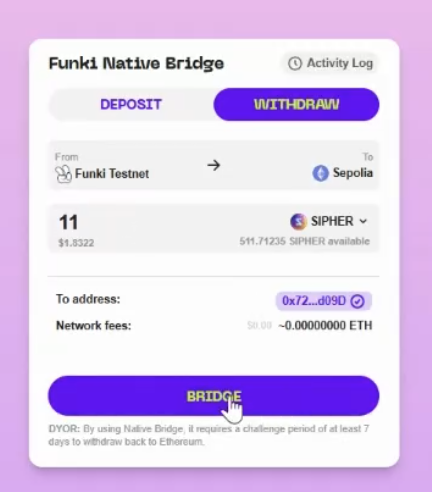 Funki Native Bridge
Activity Log
DEPOSIT
WITHDRAW
From
To
Funki Testnet
Sepolia
11
SIPHER
$1.8322
511.71235 SIPHER available
To address:
0x72...d09D
Network fees:
$0.00 ~0.00000000 ETH
BRIDGE
DYOR: By using Native Bridge, it requires a challenge period of at least 7
days to withdraw back to Ethereum.